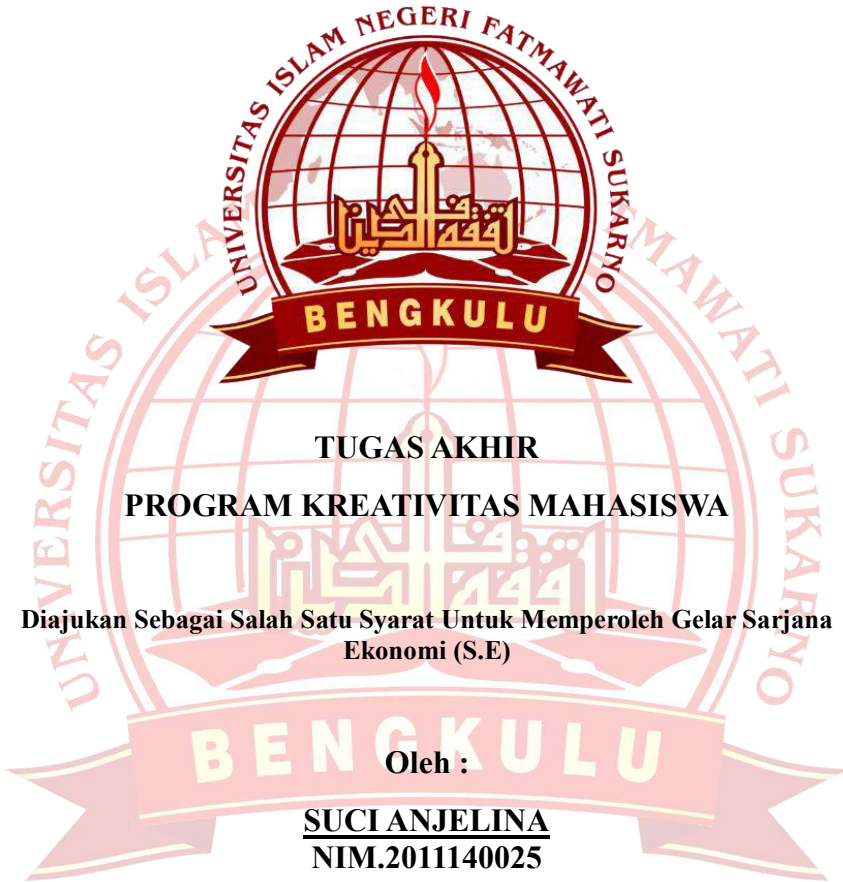 UNIVERSITAS ISLAM NEGERI FATMAWATI SUKARNO
BENGKULU
TUGAS AKHIR
PROGRAM KREATIVITAS MAHASISWA
Diajukan Sebagai Salah Satu Syarat Untuk Memperoleh Gelar Sarjana
Ekonomi (S.E)
Oleh :
SUCI ANJELINA
NIM.2011140025